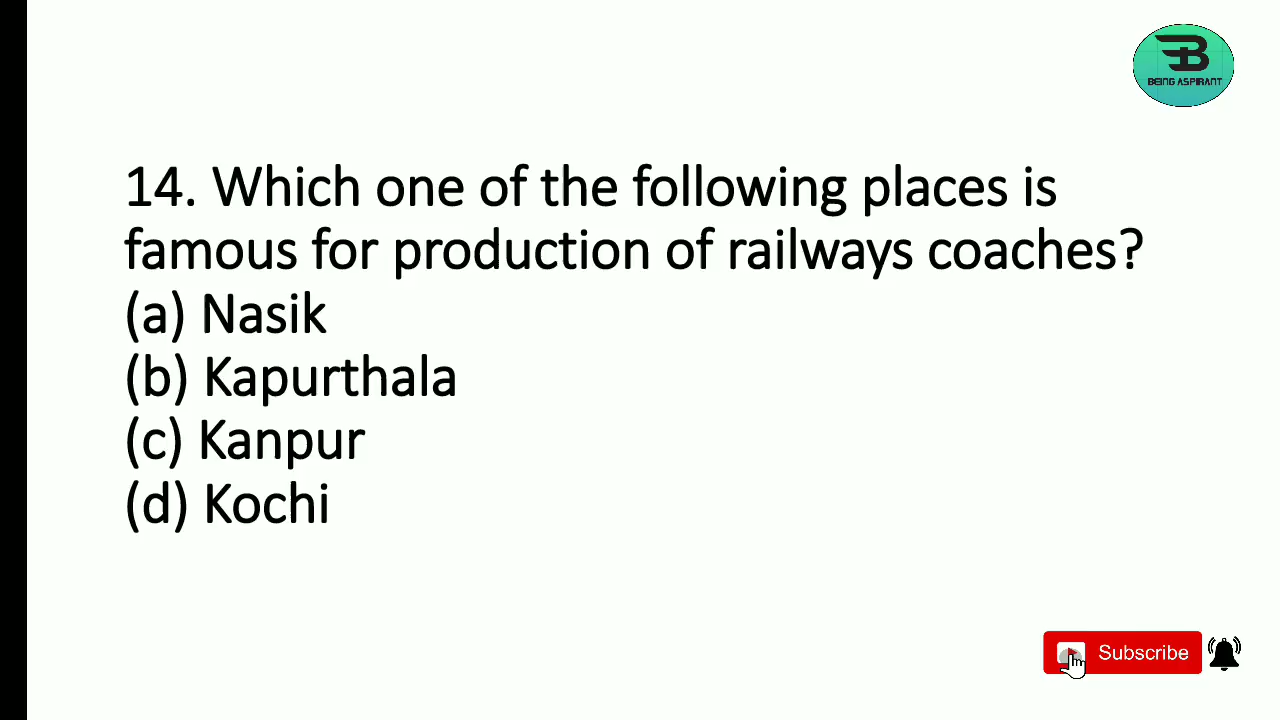 BEING ASPIRANT
14. Which one of the following places is
famous for production of railways coaches?
(a) Nasik
(b) Kapurthala
(c) Kanpur
(d) Kochi
Subscribe